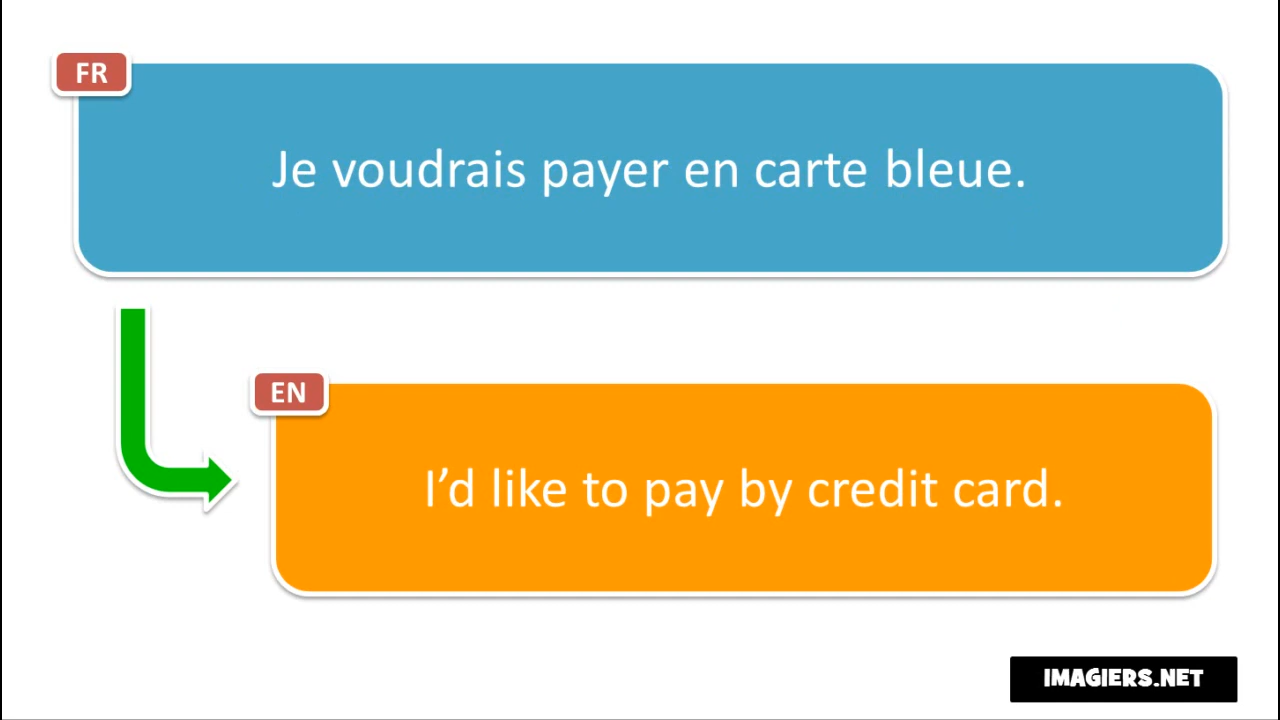 FR
Je voudrais payer en carte bleue.
EN
I’d like to pay by credit card.
IMAGIERS.NET